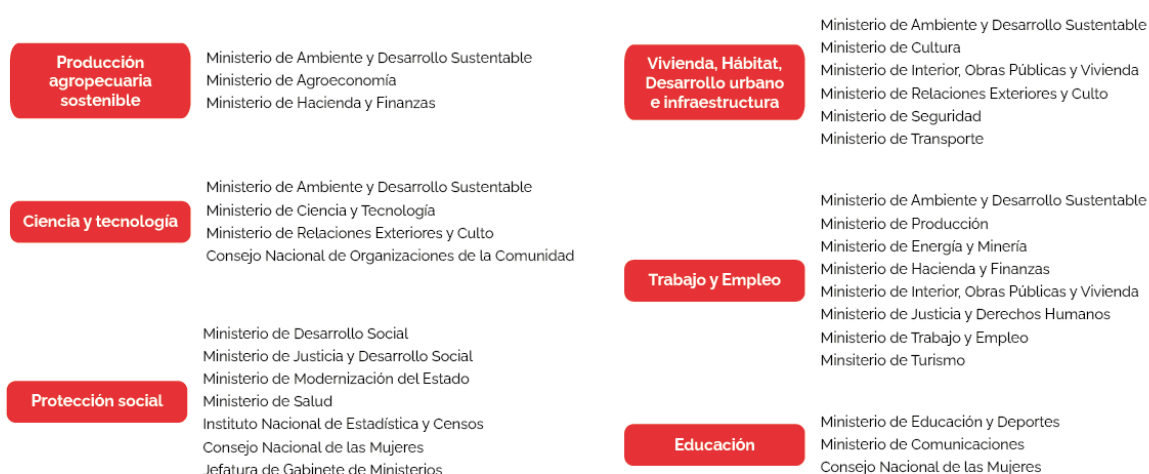 Producción
agropecuaria
sostenible
Ministerio de Ambiente y Desarrollo Sustentable
Ministerio de Agroeconomía
Ministerio de Hacienda y Finanzas
Ciencia y tecnología
Ministerio de Ambiente y Desarrollo Sustentable
Ministerio de Ciencia y Tecnología
Ministerio de Relaciones Exteriores y Culto
Consejo Nacional de Organizaciones de la Comunidad
Protección social
Ministerio de Desarrollo Social
Ministerio de Justicia y Desarrollo Social
Ministerio de Modernización del Estado
Ministerio de Salud
Instituto Nacional de Estadística y Censos
Consejo Nacional de las Mujeres
Jefatura de Gabinete de Ministerios
Vivienda, Hábitat,
Desarrollo urbano
e infraestructura
Ministerio de Ambiente y Desarrollo Sustentable
Ministerio de Cultura
Ministerio de Interior, Obras Públicas y Vivienda
Ministerio de Relaciones Exteriores y Culto
Ministerio de Seguridad
Ministerio de Transporte
Trabajo y Empleo
Ministerio de Ambiente y Desarrollo Sustentable
Ministerio de Producción
Ministerio de Energía y Minería
Ministerio de Hacienda y Finanzas
Ministerio de Interior, Obras Públicas y Vivienda
Ministerio de Justicia y Derechos Humanos
Ministerio de Trabajo y Empleo
Minsiterio de Turismo
Educación
Ministerio de Educación y Deportes
Ministerio de Comunicaciones
Consejo Nacional de las Mujeres